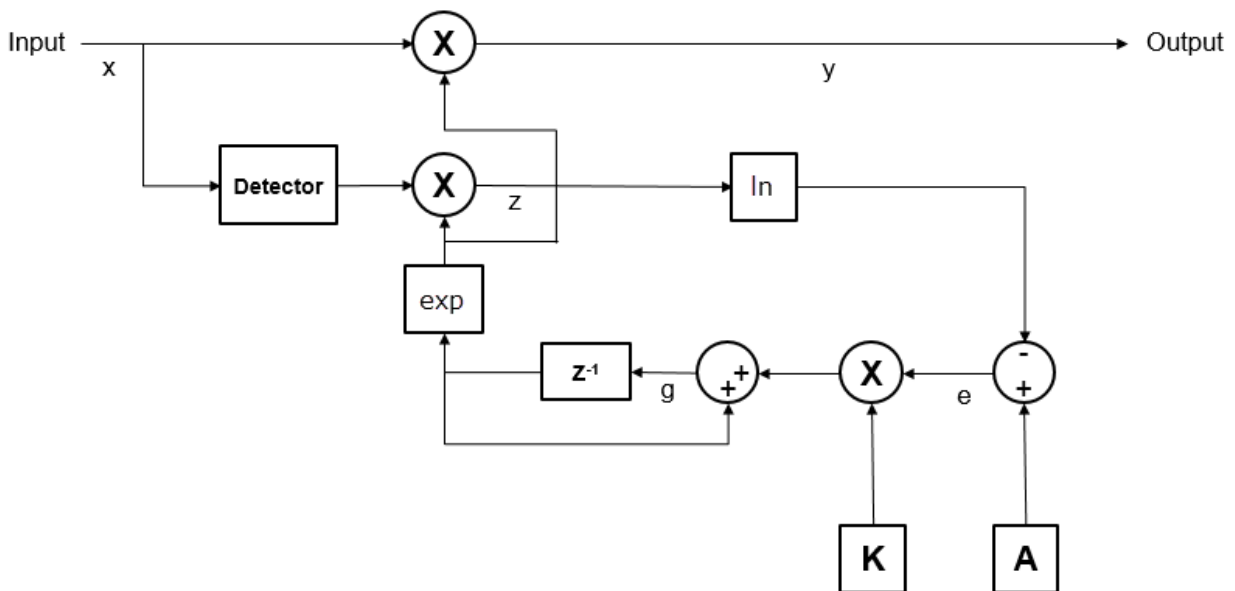 Input
X
Output
x
y
Detector
X
z
ln
exp
z-1
+
+
X
-
+
g
e
K
A